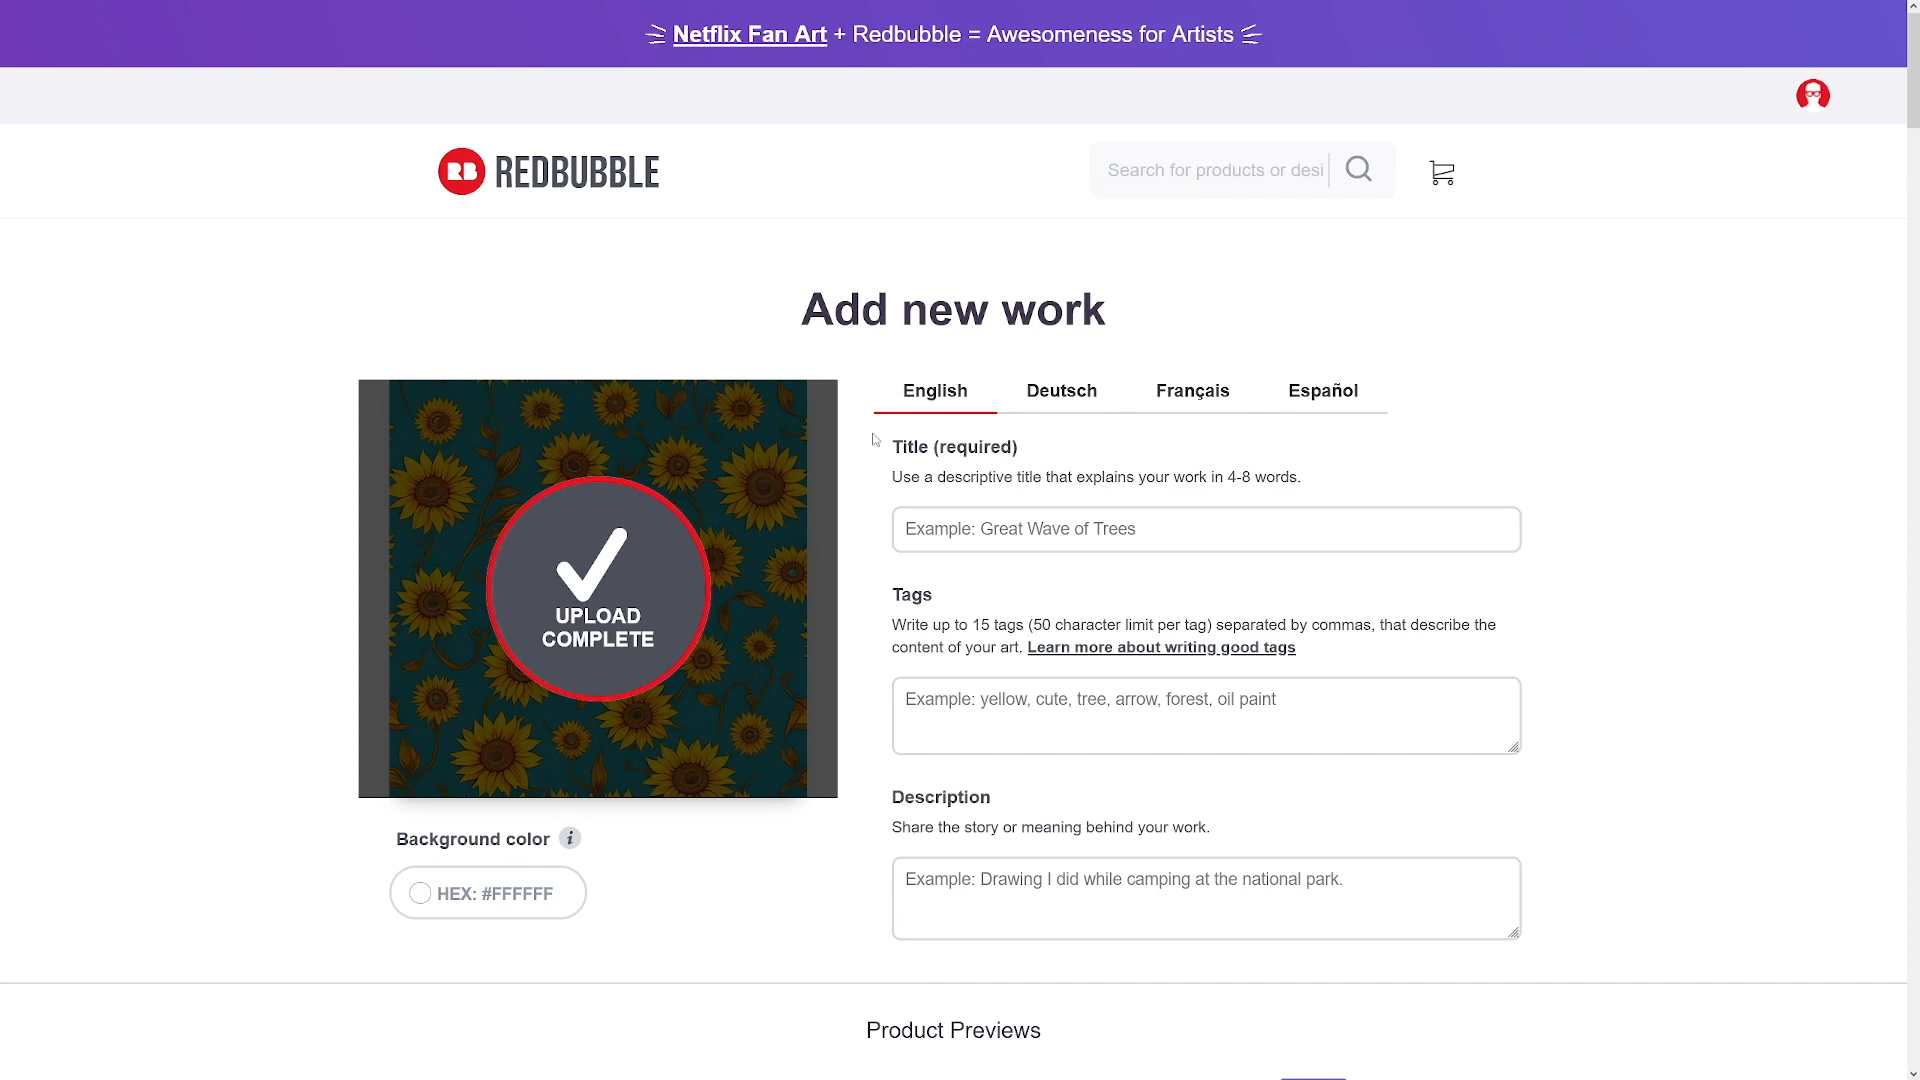 Netflix Fan Art + Redbubble = Awesomeness for Artists
RB REDBUBBLE
Search for products or desi
Add new work
English Deutsch Français Español
Title (required)
Use a descriptive title that explains your work in 4-8 words.
Example: Great Wave of Trees
Tags
Write up to 15 tags (50 character limit per tag) separated by commas, that describe the
content of your art. Learn more about writing good tags
Example: yellow, cute, tree, arrow, forest, oil paint
Description
Share the story or meaning behind your work.
Example: Drawing I did while camping at the national park.
UPLOAD
COMPLETE
Background color i
HEX: #FFFFFF
Product Previews